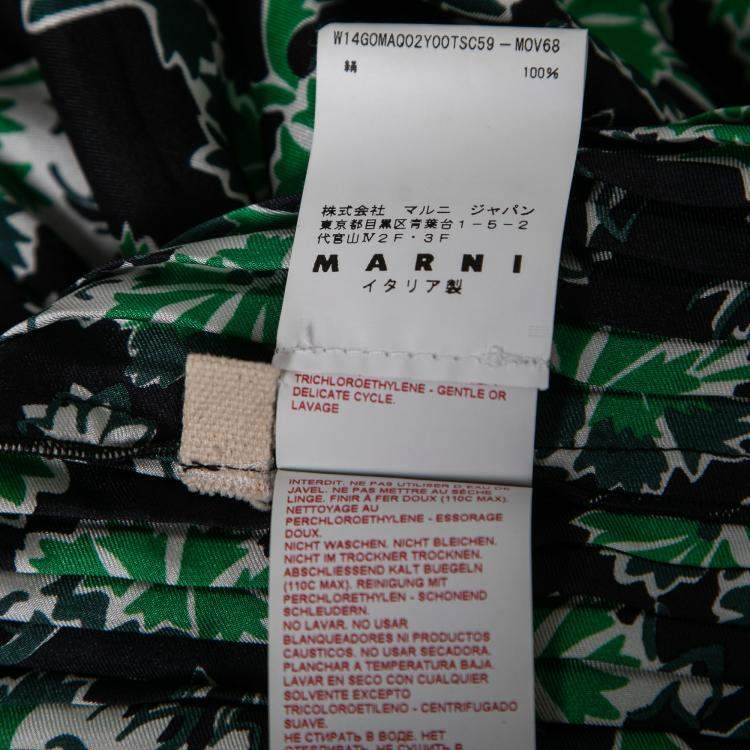 W14GOMAQ02Y00TSC59 - MOV68
絹 100%
株式会社 マルニ ジャパン
東京都目黒区青葉台1-5-2
代官山Ⅳ2F・3F
MARNI
イタリア製
TRICHLOROETHYLENE - GENTLE OR
DELICATE CYCLE.
LAVAGE
INTERDIT. NE PAS UTILISER D'EAU DE
JAVEL. NE PAS METTRE AU SÈCHE
LINGE. FINIR À FER DOUX (110C MAX).
NETTOYAGE AU
PERCHLOROETHYLENE - ESSORAGE
DOUX.
NICHT WASCHEN. NICHT BLEICHEN.
NICHT IM TROCKNER TROCKNEN.
ABSCHLIESSEND KALT BUEGELN
(110C MAX). REINIGUNG MIT
PERCHLORETHYLEN - SCHONEND
SCHLEUDERN.
NO LAVAR. NO USAR
BLANQUEADORES NI PRODUCTOS
CAUSTICOS. NO USAR SECADORA.
PLANCHAR A TEMPERATURA BAJA.
LAVAR EN SECO CON CUALQUIER
SOLVENTE EXCEPTO
TRICOLOROETILENO - CENTRIFUGADO
SUAVE.
НЕ СТИРАТЬ В ВОДЕ. НЕТ
ОТБЕЛИВАТЬ. НЕ СУШИТЬ В